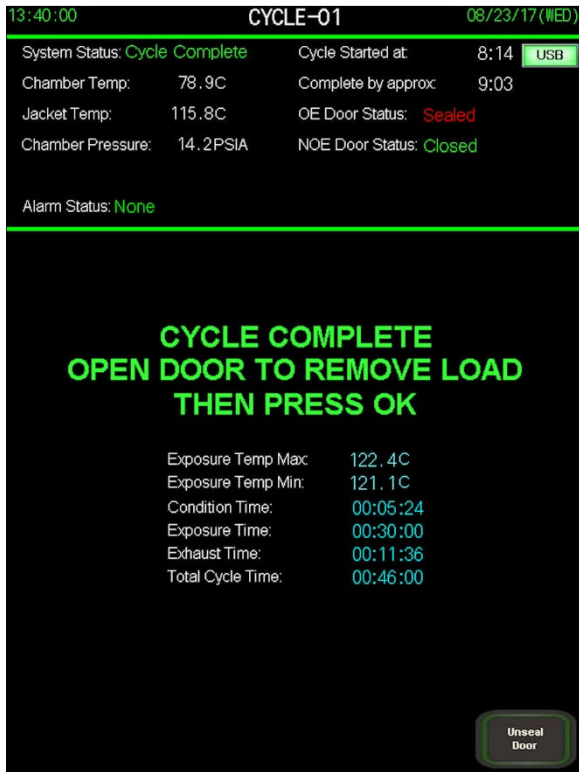 13:40:00 CYCLE-01 08/23/17(WED)
System Status: Cycle Complete Cycle Started at: 8:14 USB
Chamber Temp: 78.9C Complete by approx: 9:03
Jacket Temp: 115.8C OE Door Status: Sealed
Chamber Pressure: 14.2PSIA NOE Door Status: Closed
Alarm Status: None
CYCLE COMPLETE
OPEN DOOR TO REMOVE LOAD
THEN PRESS OK
Exposure Temp Max: 122.4C
Exposure Temp Min: 121.1C
Condition Time: 00:05:24
Exposure Time: 00:30:00
Exhaust Time: 00:11:36
Total Cycle Time: 00:46:00
Unseal
Door